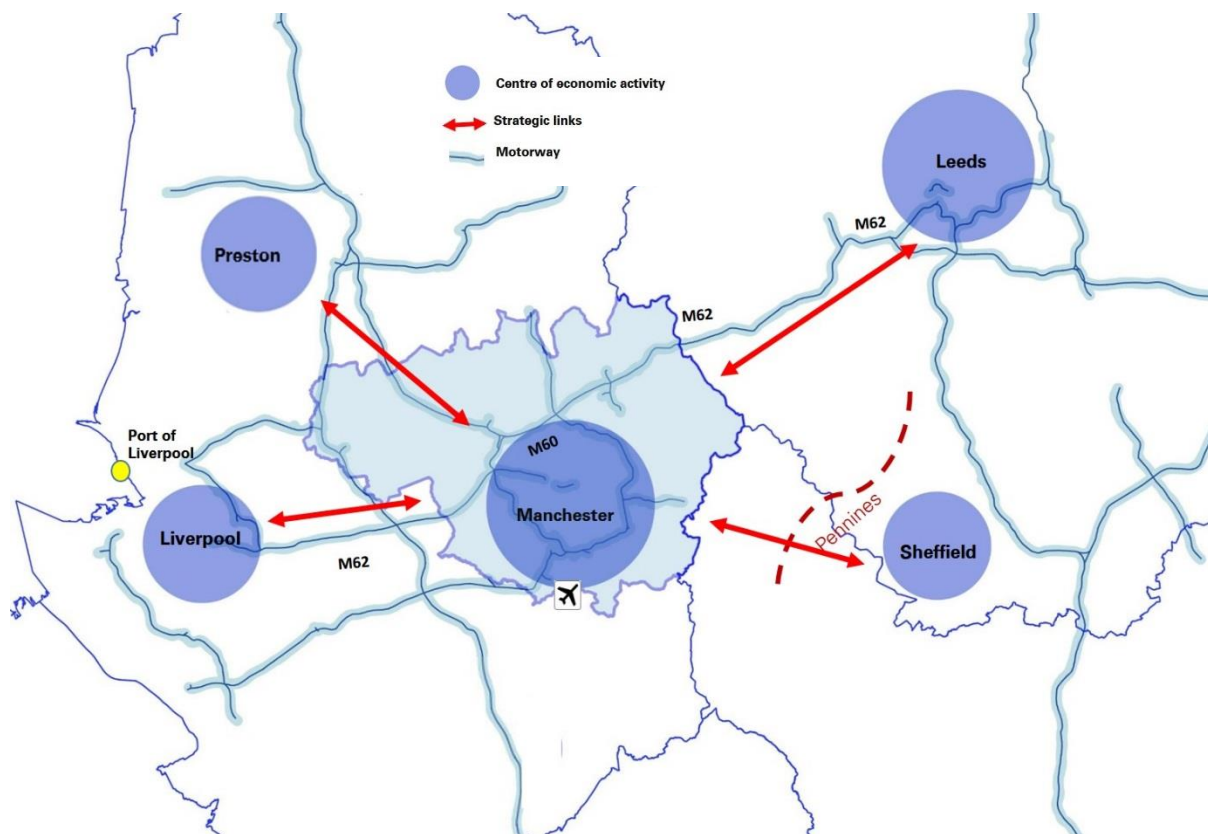 Centre of economic activity
Strategic links
Motorway
Leeds
M62
Preston
M62
Port of
Liverpool
M60
Manchester
Pennines
Liverpool
Sheffield
M62